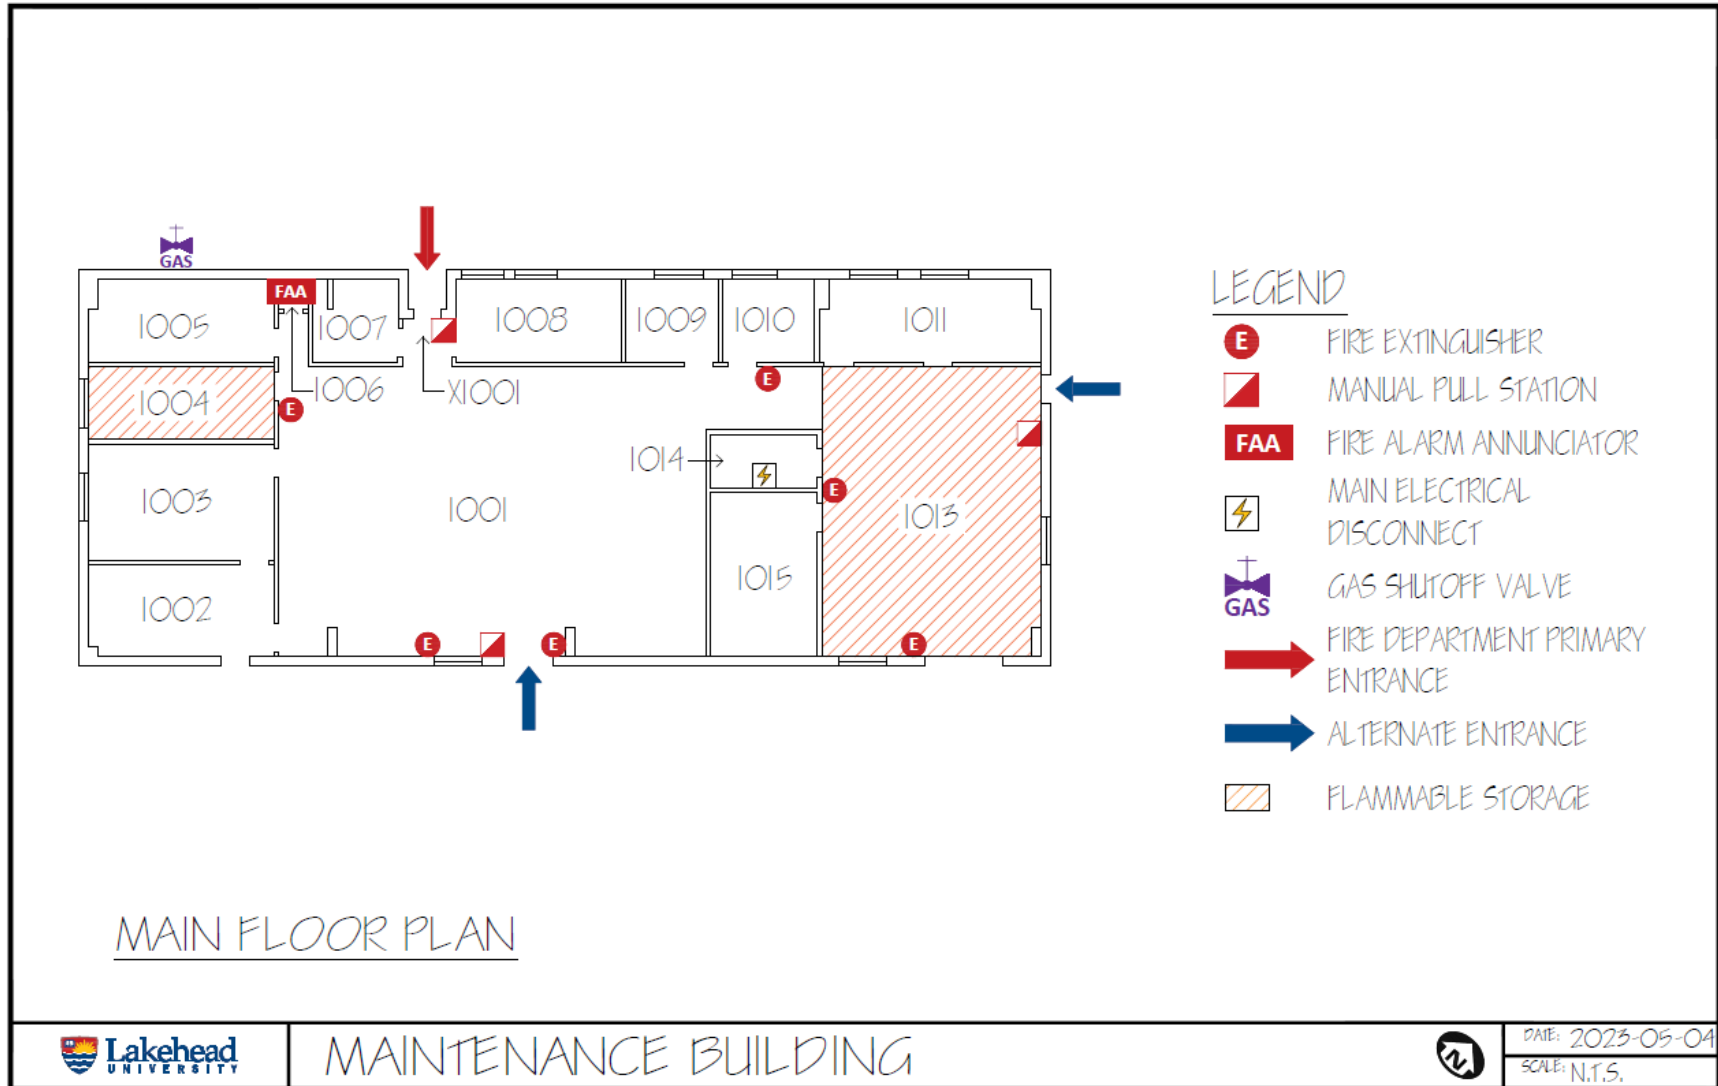 GAS
FAA
1005
1007
1008
1009
1010
1011
1004
E
1006
X1001
E
1014
1003
1001
E
1013
1015
1002
E
E
E
LEGEND
E FIRE EXTINGUISHER
MANUAL PULL STATION
FAA FIRE ALARM ANNUNCIATOR
MAIN ELECTRICAL
DISCONNECT
GAS GAS SHUTOFF VALVE
FIRE DEPARTMENT PRIMARY
ENTRANCE
ALTERNATE ENTRANCE
FLAMMABLE STORAGE
MAIN FLOOR PLAN
Lakehead
UNIVERSITY
MAINTENANCE BUILDING
N
DATE: 2023-05-04
SCALE: N.T.S.